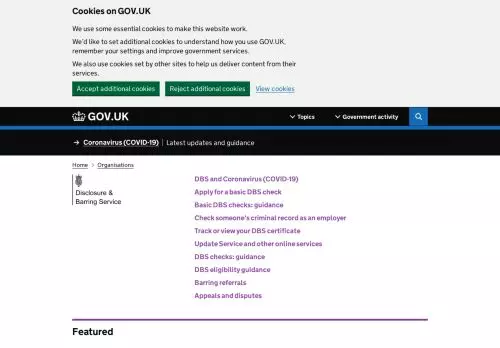 Cookies on GOV.UK
We use some essential cookies to make this website work.
We'd like to set additional cookies to understand how you use GOV.UK,
remember your settings and improve government services.
We also use cookies set by other sites to help us deliver content from their
services.
Accept additional cookies Reject additional cookies View cookies
GOV.UK Topics Government activity
→ Coronavirus (COVID-19) Latest updates and guidance
Home > Organisations
Disclosure &
Barring Service
DBS and Coronavirus (COVID-19)
Apply for a basic DBS check
Basic DBS checks: guidance
Check someone's criminal record as an employer
Track or view your DBS certificate
Update Service and other online services
DBS checks: guidance
DBS eligibility guidance
Barring referrals
Appeals and disputes
Featured